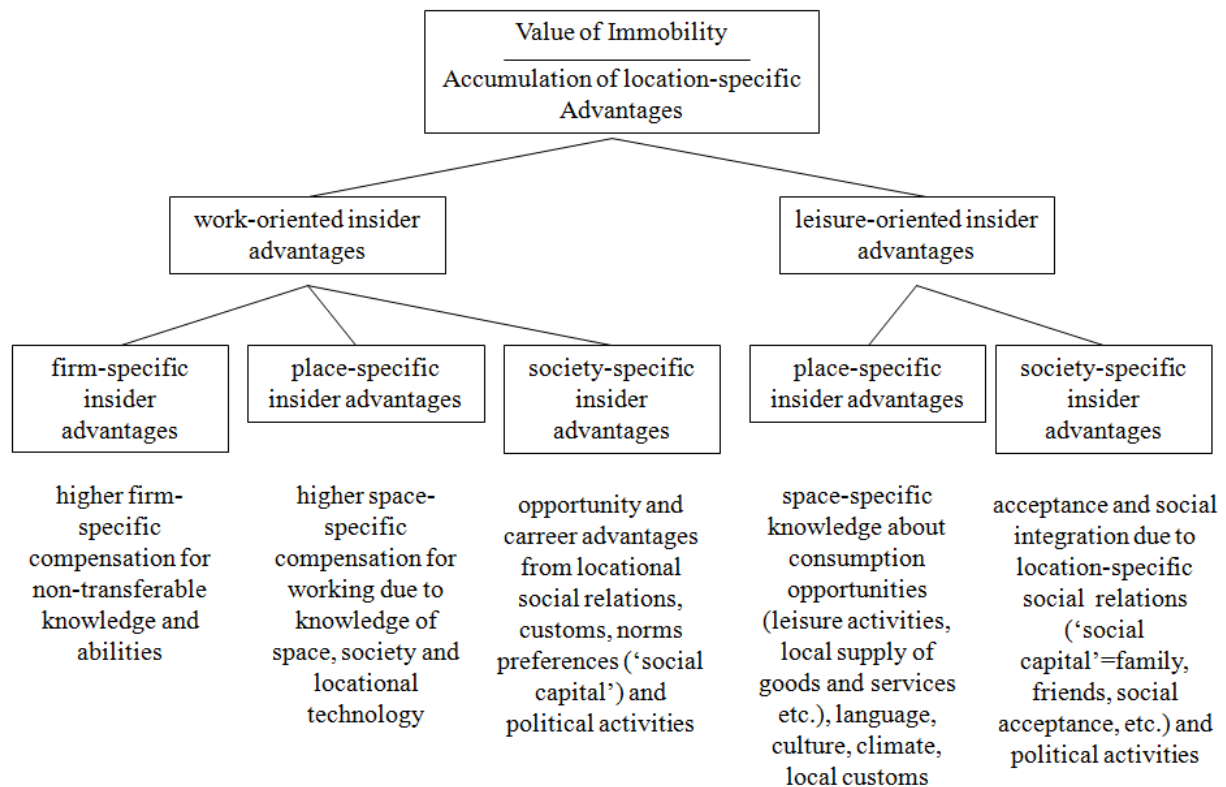 Value of Immobility
Accumulation of location-specific
Advantages
work-oriented insider
advantages
leisure-oriented insider
advantages
firm-specific
insider
advantages
place-specific
insider advantages
society-specific
insider
advantages
place-specific
insider advantages
society-specific
insider
advantages
higher firm-
specific
compensation for
non-transferable
knowledge and
abilities
higher space-
specific
compensation for
working due to
knowledge of
space, society and
locational
technology
opportunity and
carreer advantages
from locational
social relations,
customs, norms
preferences (‘social
capital’) and
political activities
space-specific
knowledge about
consumption
opportunities
(leisure activities,
local supply of
goods and services
etc.), language,
culture, climate,
local customs
acceptance and social
integration due to
location-specific
social relations
(‘social
capital’=family,
friends, social
acceptance, etc.) and
political activities